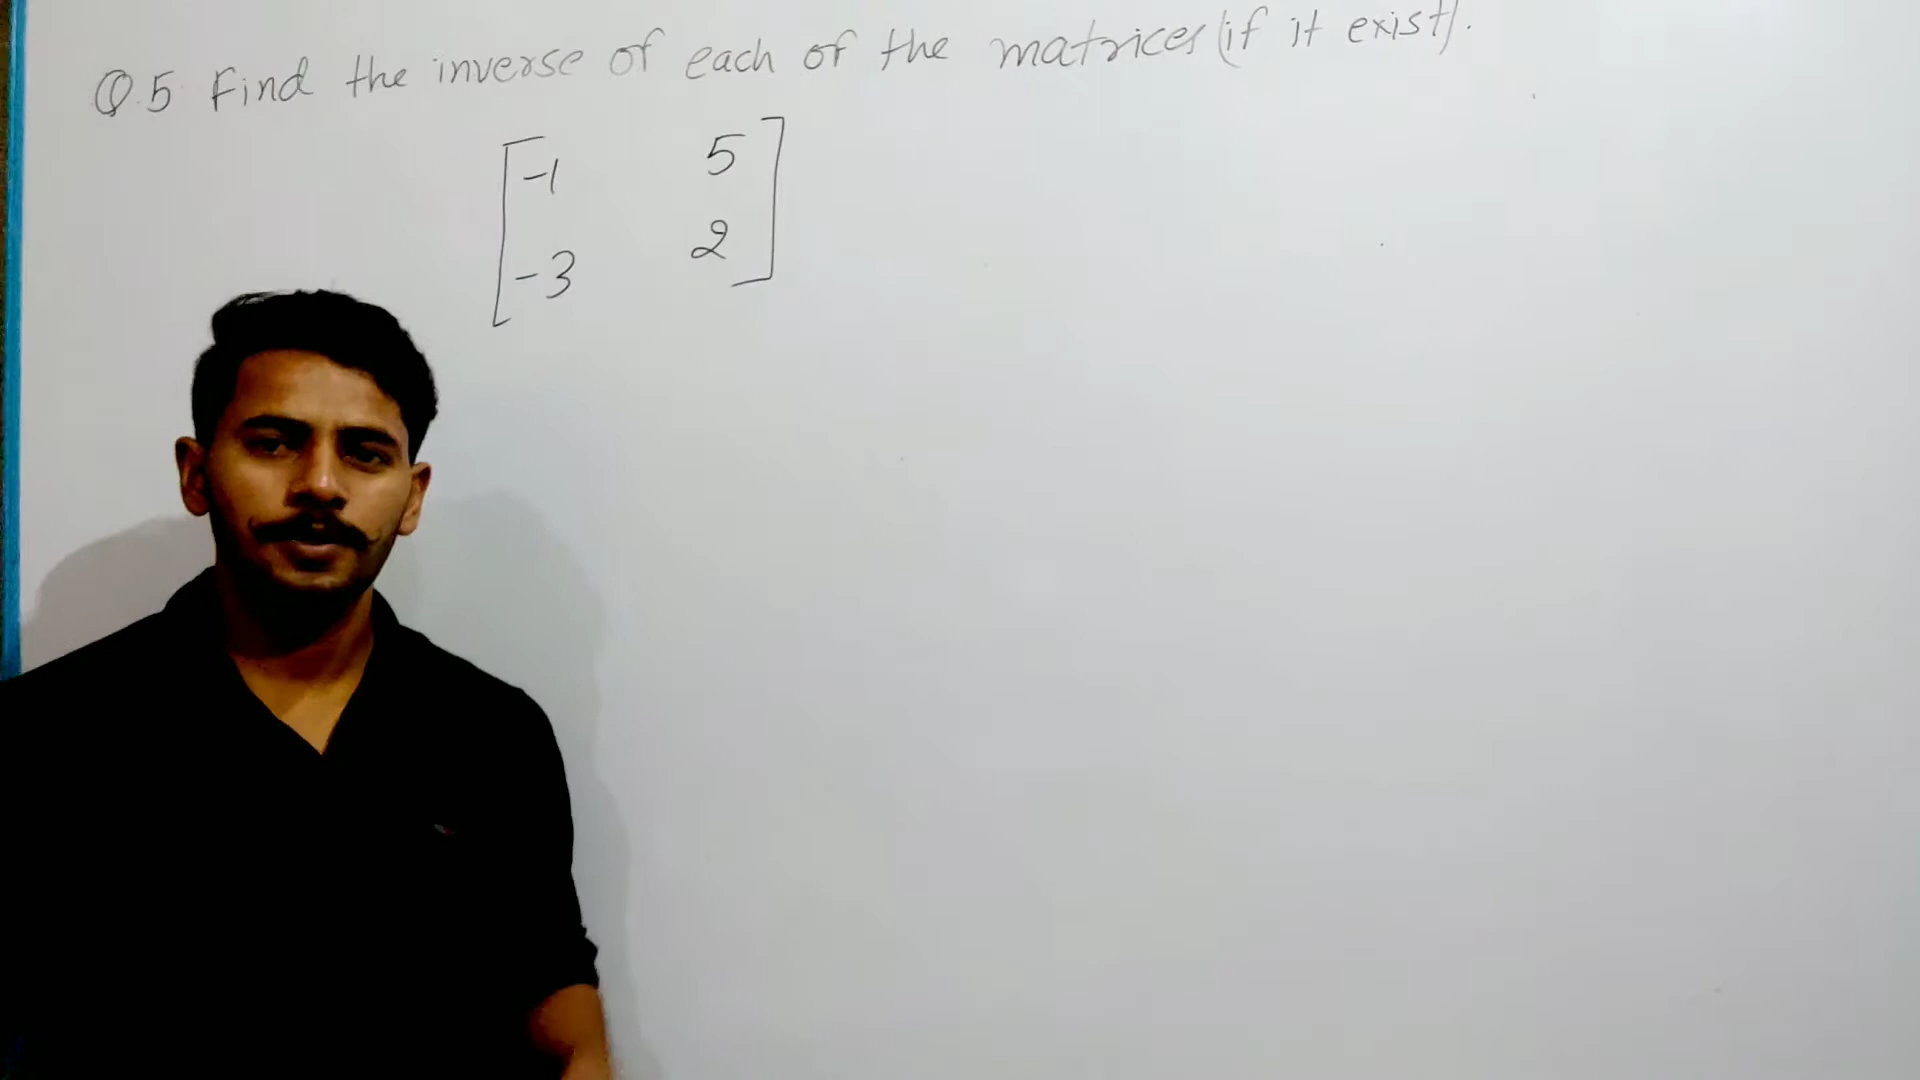 Q.5 Find the inverse of each of the matrices (if it exist).
-1 5
-3 2